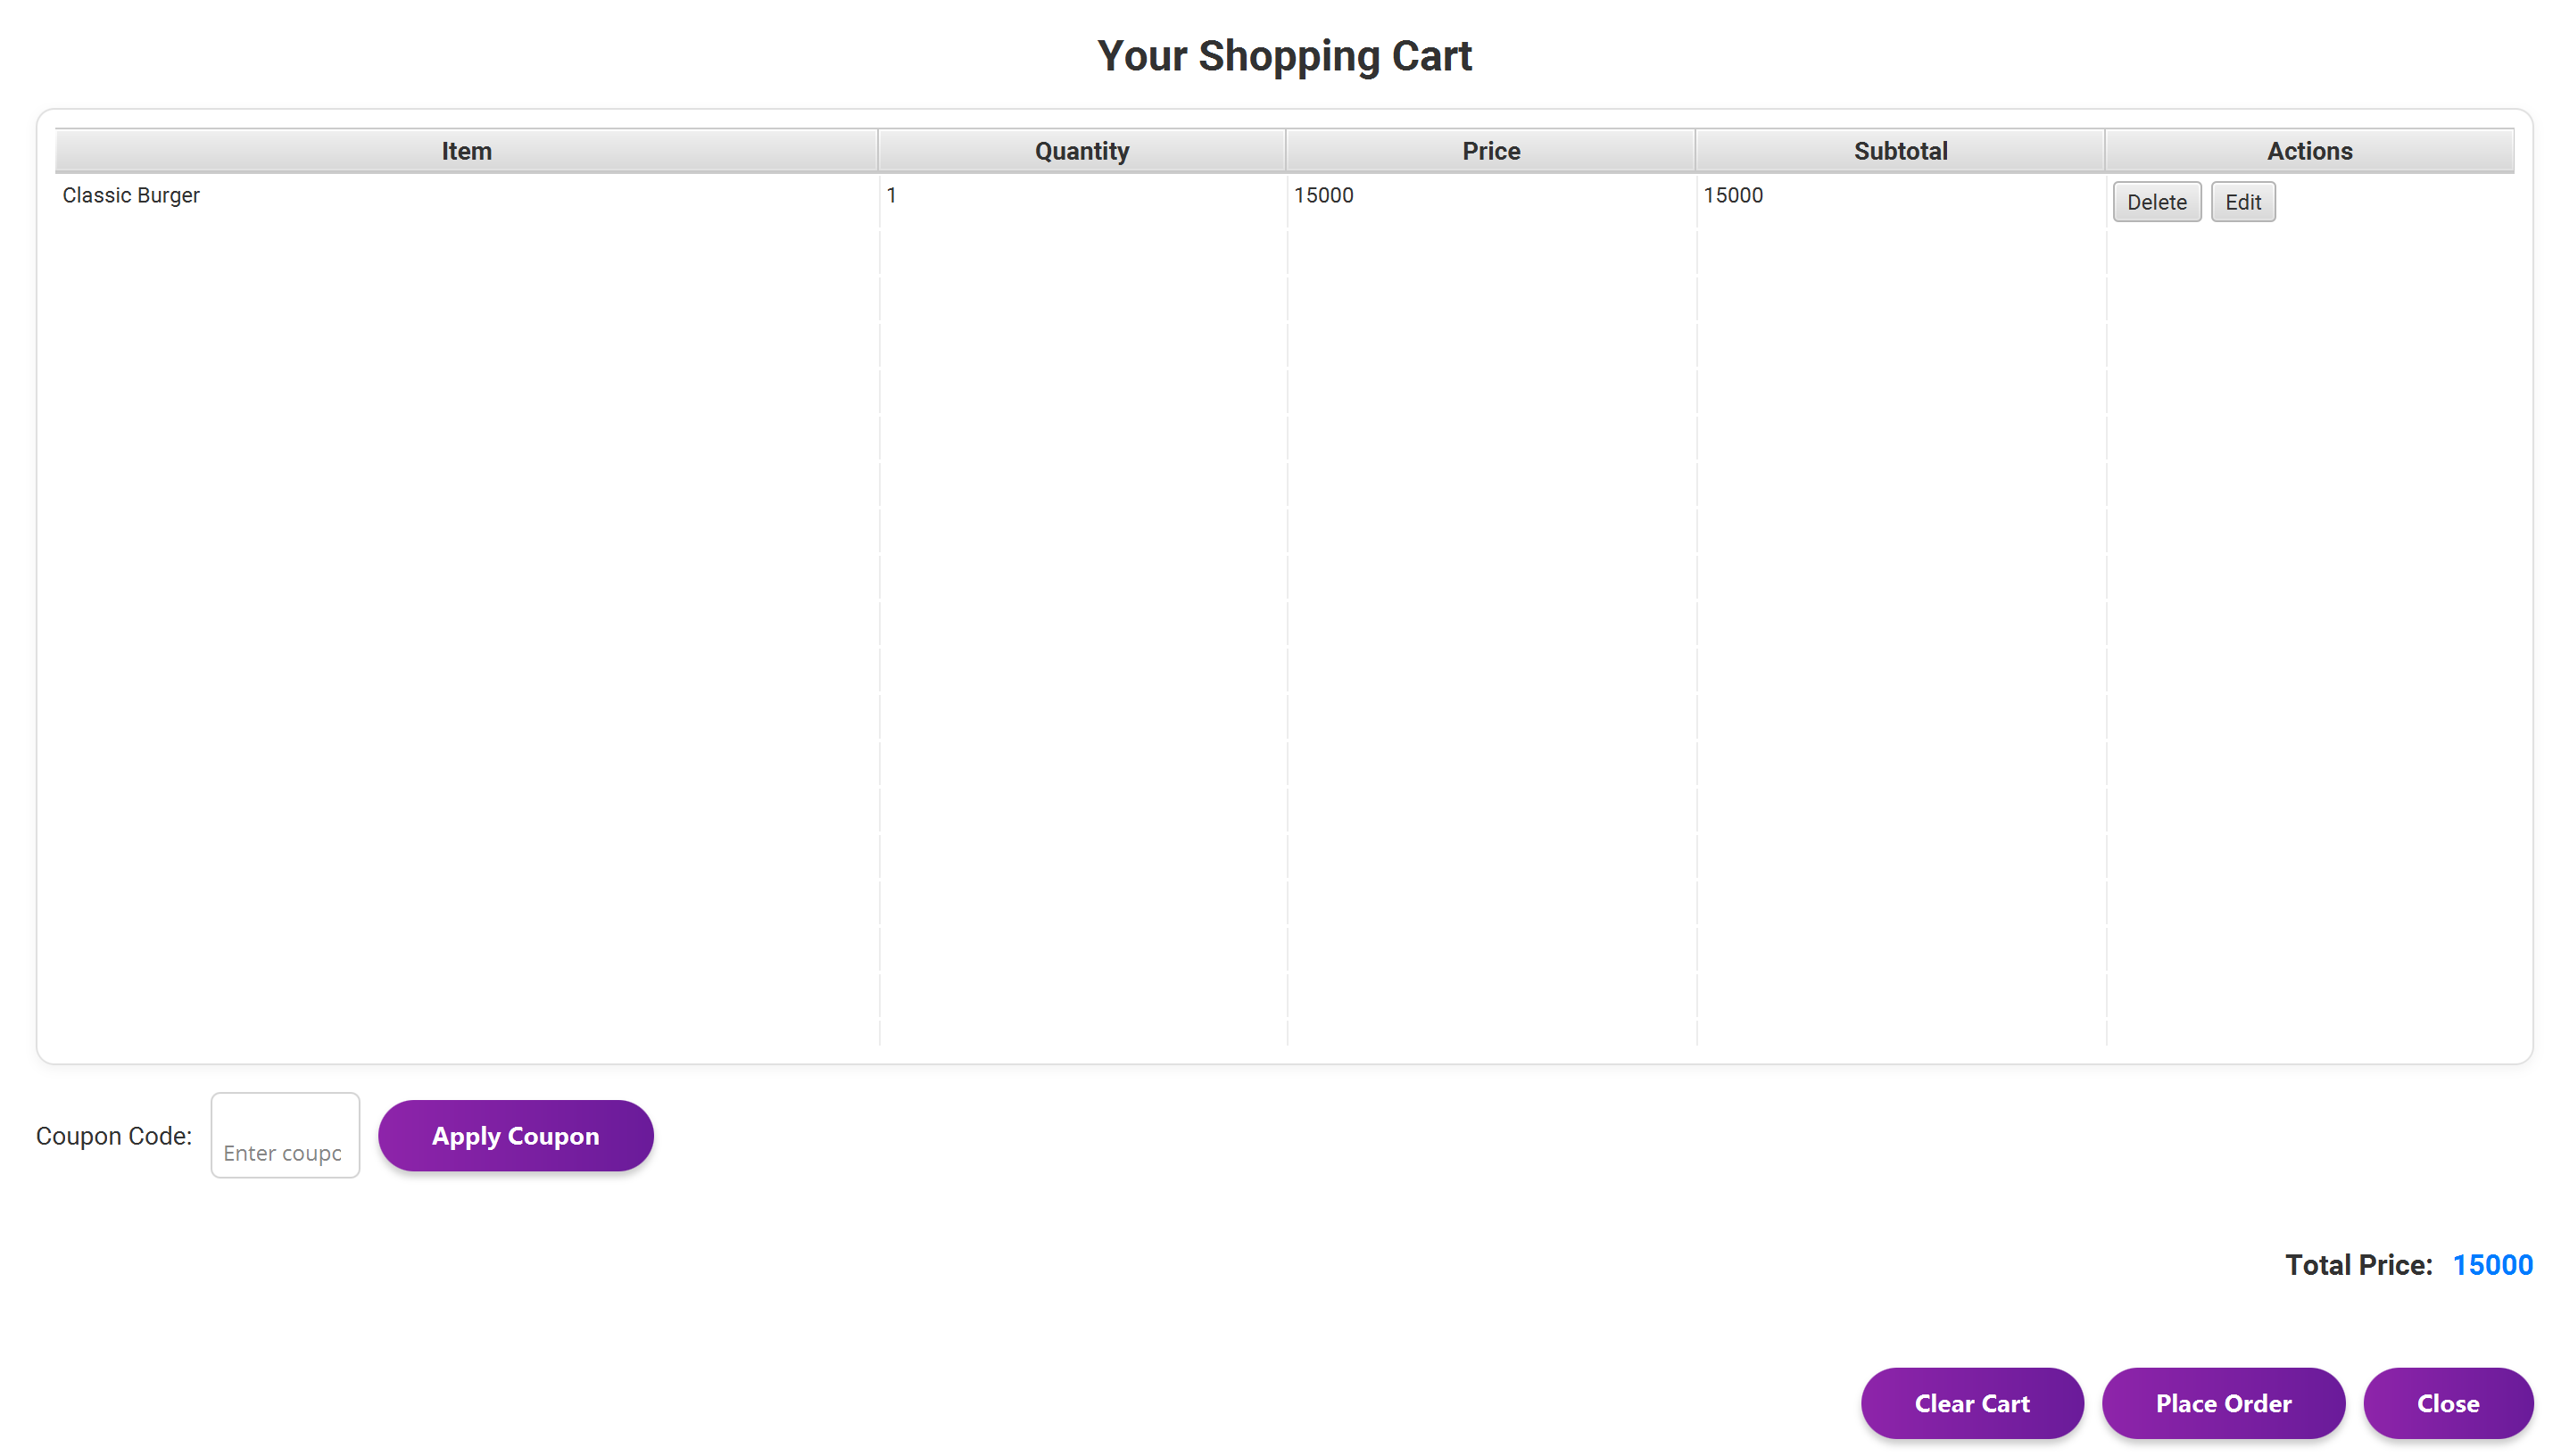 Your Shopping Cart
Item Quantity Price Subtotal Actions
Classic Burger 1 15000 15000 Delete Edit
Coupon Code: Enter coupc Apply Coupon
Total Price: 15000
Clear Cart Place Order Close